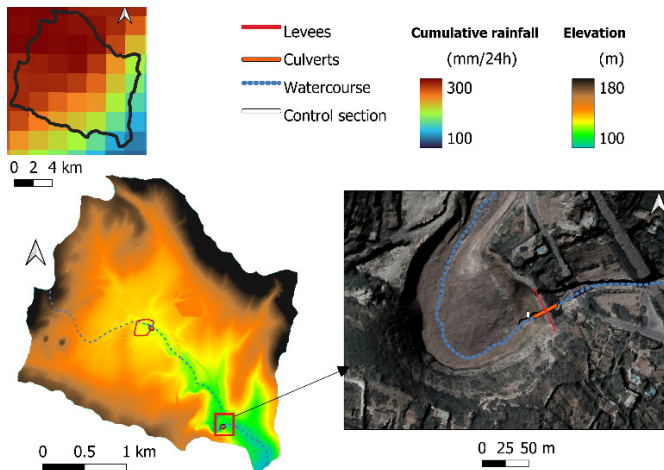 Levees
Culverts
Watercourse
Control section
Cumulative rainfall
(mm/24h)
300
100
Elevation
(m)
180
100
0 2 4 km
0 0.5 1 km
0 25 50 m